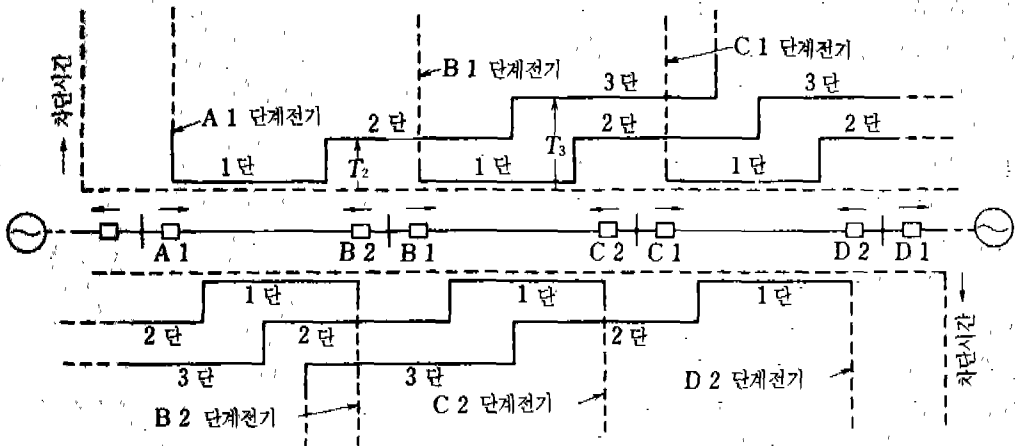 차단시간
A 1 단계전기
B 1 단계전기
C 1 단계전기
1 단
2 단
T₂
1 단
3 단
T₃
2 단
1 단
3 단
2 단
A 1
B 2
B 1
C 2
C 1
D 2
D 1
1 단
1 단
1 단
2 단
2 단
2 단
3 단
3 단
B 2 단계전기
C 2 단계전기
D 2 단계전기
차단시간